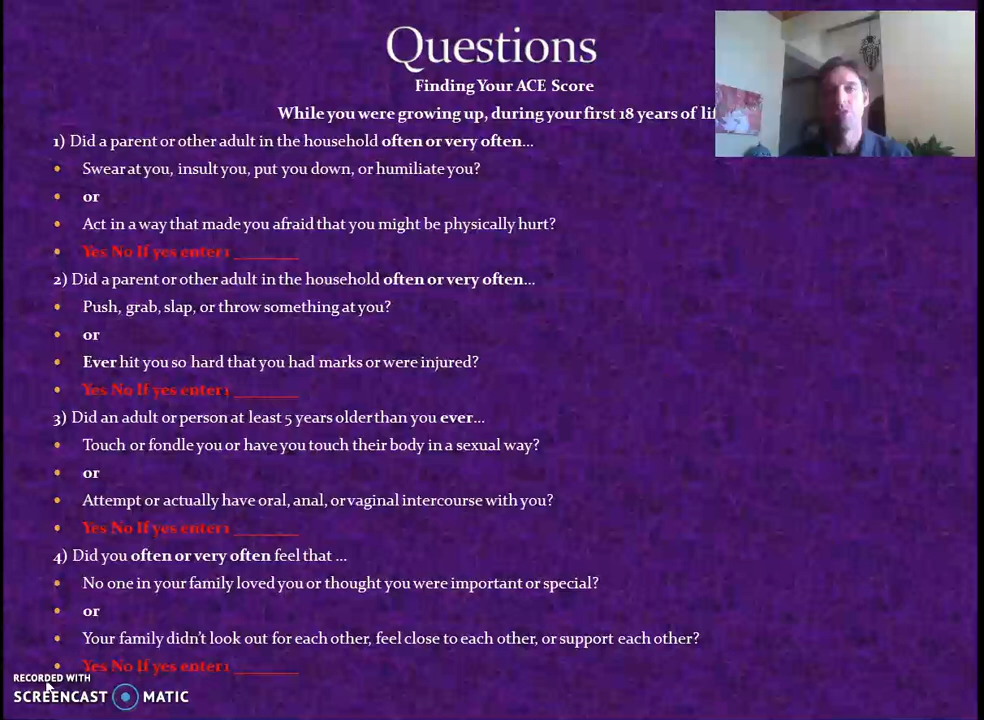 Questions
Finding Your ACE Score
While you were growing up, during your first 18 years of lif
1) Did a parent or other adult in the household often or very often...
• Swear at you, insult you, put you down, or humiliate you?
• or
• Act in a way that made you afraid that you might be physically hurt?
• Yes No If yes enter 1 ________
2) Did a parent or other adult in the household often or very often...
• Push, grab, slap, or throw something at you?
• or
• Ever hit you so hard that you had marks or were injured?
• Yes No If yes enter 1 ________
3) Did an adult or person at least 5 years older than you ever...
• Touch or fondle you or have you touch their body in a sexual way?
• or
• Attempt or actually have oral, anal, or vaginal intercourse with you?
• Yes No If yes enter 1 ________
4) Did you often or very often feel that ...
• No one in your family loved you or thought you were important or special?
• or
• Your family didn't look out for each other, feel close to each other, or support each other?
• Yes No If yes enter 1 ________
RECORDED WITH
SCREENCAST MATIC